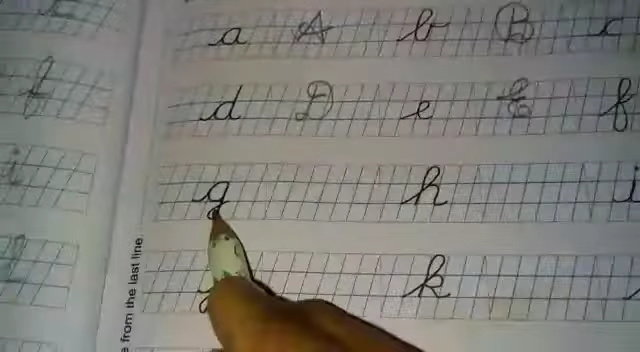 a A b B c
d D e E f
g h i
k
e from the last line.